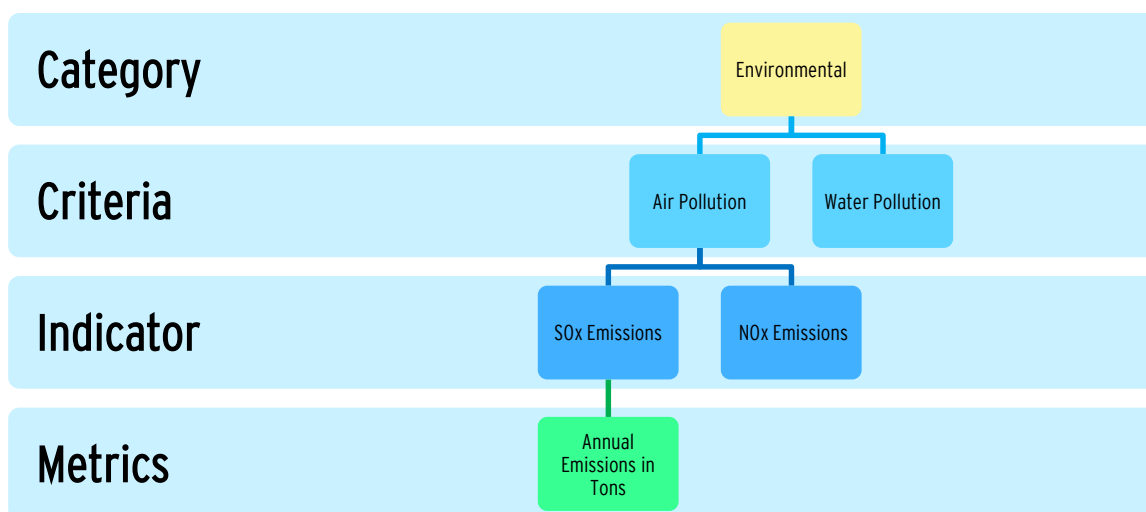 Category
Environmental
Criteria
Air Pollution
Water Pollution
Indicator
SOx Emissions
NOx Emissions
Metrics
Annual
Emissions in
Tons